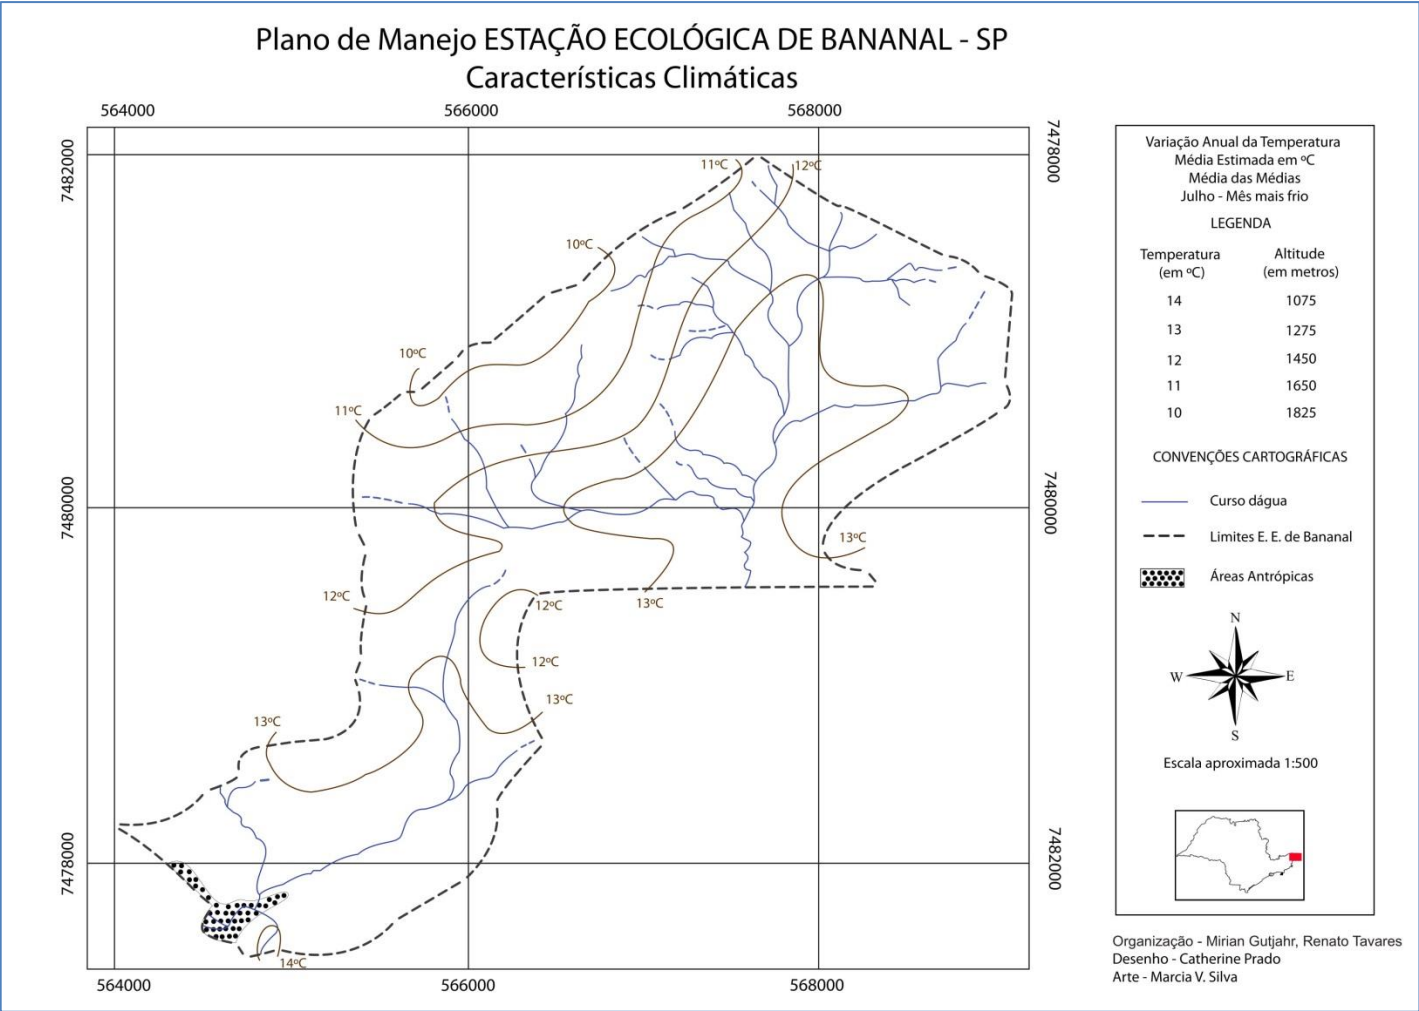 Plano de Manejo ESTAÇÃO ECOLÓGICA DE BANANAL - SP
Características Climáticas
564000
566000
568000
7482000
7480000
7478000
7478000
7480000
7482000
11ºC
12ºC
10ºC
10ºC
11ºC
13ºC
12ºC
12ºC
13ºC
12ºC
13ºC
13ºC
14ºC
564000
566000
568000
Variação Anual da Temperatura
Média Estimada em ºC
Média das Médias
Julho - Mês mais frio
LEGENDA
Temperatura Altitude
(em ºC) (em metros)
14 1075
13 1275
12 1450
11 1650
10 1825
CONVENÇÕES CARTOGRÁFICAS
Curso dágua
Limites E. E. de Bananal
Áreas Antrópicas
N
W E
S
Escala aproximada 1:500
Organização - Mirian Gutjahr, Renato Tavares
Desenho - Catherine Prado
Arte - Marcia V. Silva